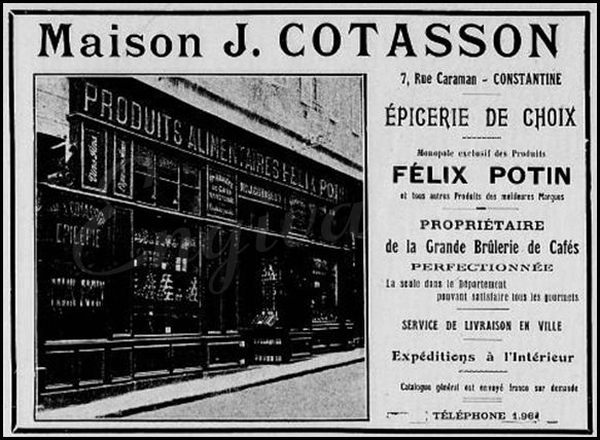 Maison J. COTASSON
PRODUITS ALIMENTAIRES FÉLIX POTIN
J. COTASSON
ÉPICERIE
7, Rue Caraman - CONSTANTINE
ÉPICERIE DE CHOIX
Monopole exclusif des Produits
FÉLIX POTIN
et tous autres Produits des meilleures Marques
PROPRIÉTAIRE
de la Grande Brûlerie de Cafés
PERFECTIONNÉE
La seule dans le Département
pouvant satisfaire tous les gourmets
SERVICE DE LIVRAISON EN VILLE
Expéditions à l'Intérieur
Catalogue général est envoyé franco sur demande
TÉLÉPHONE 1.96